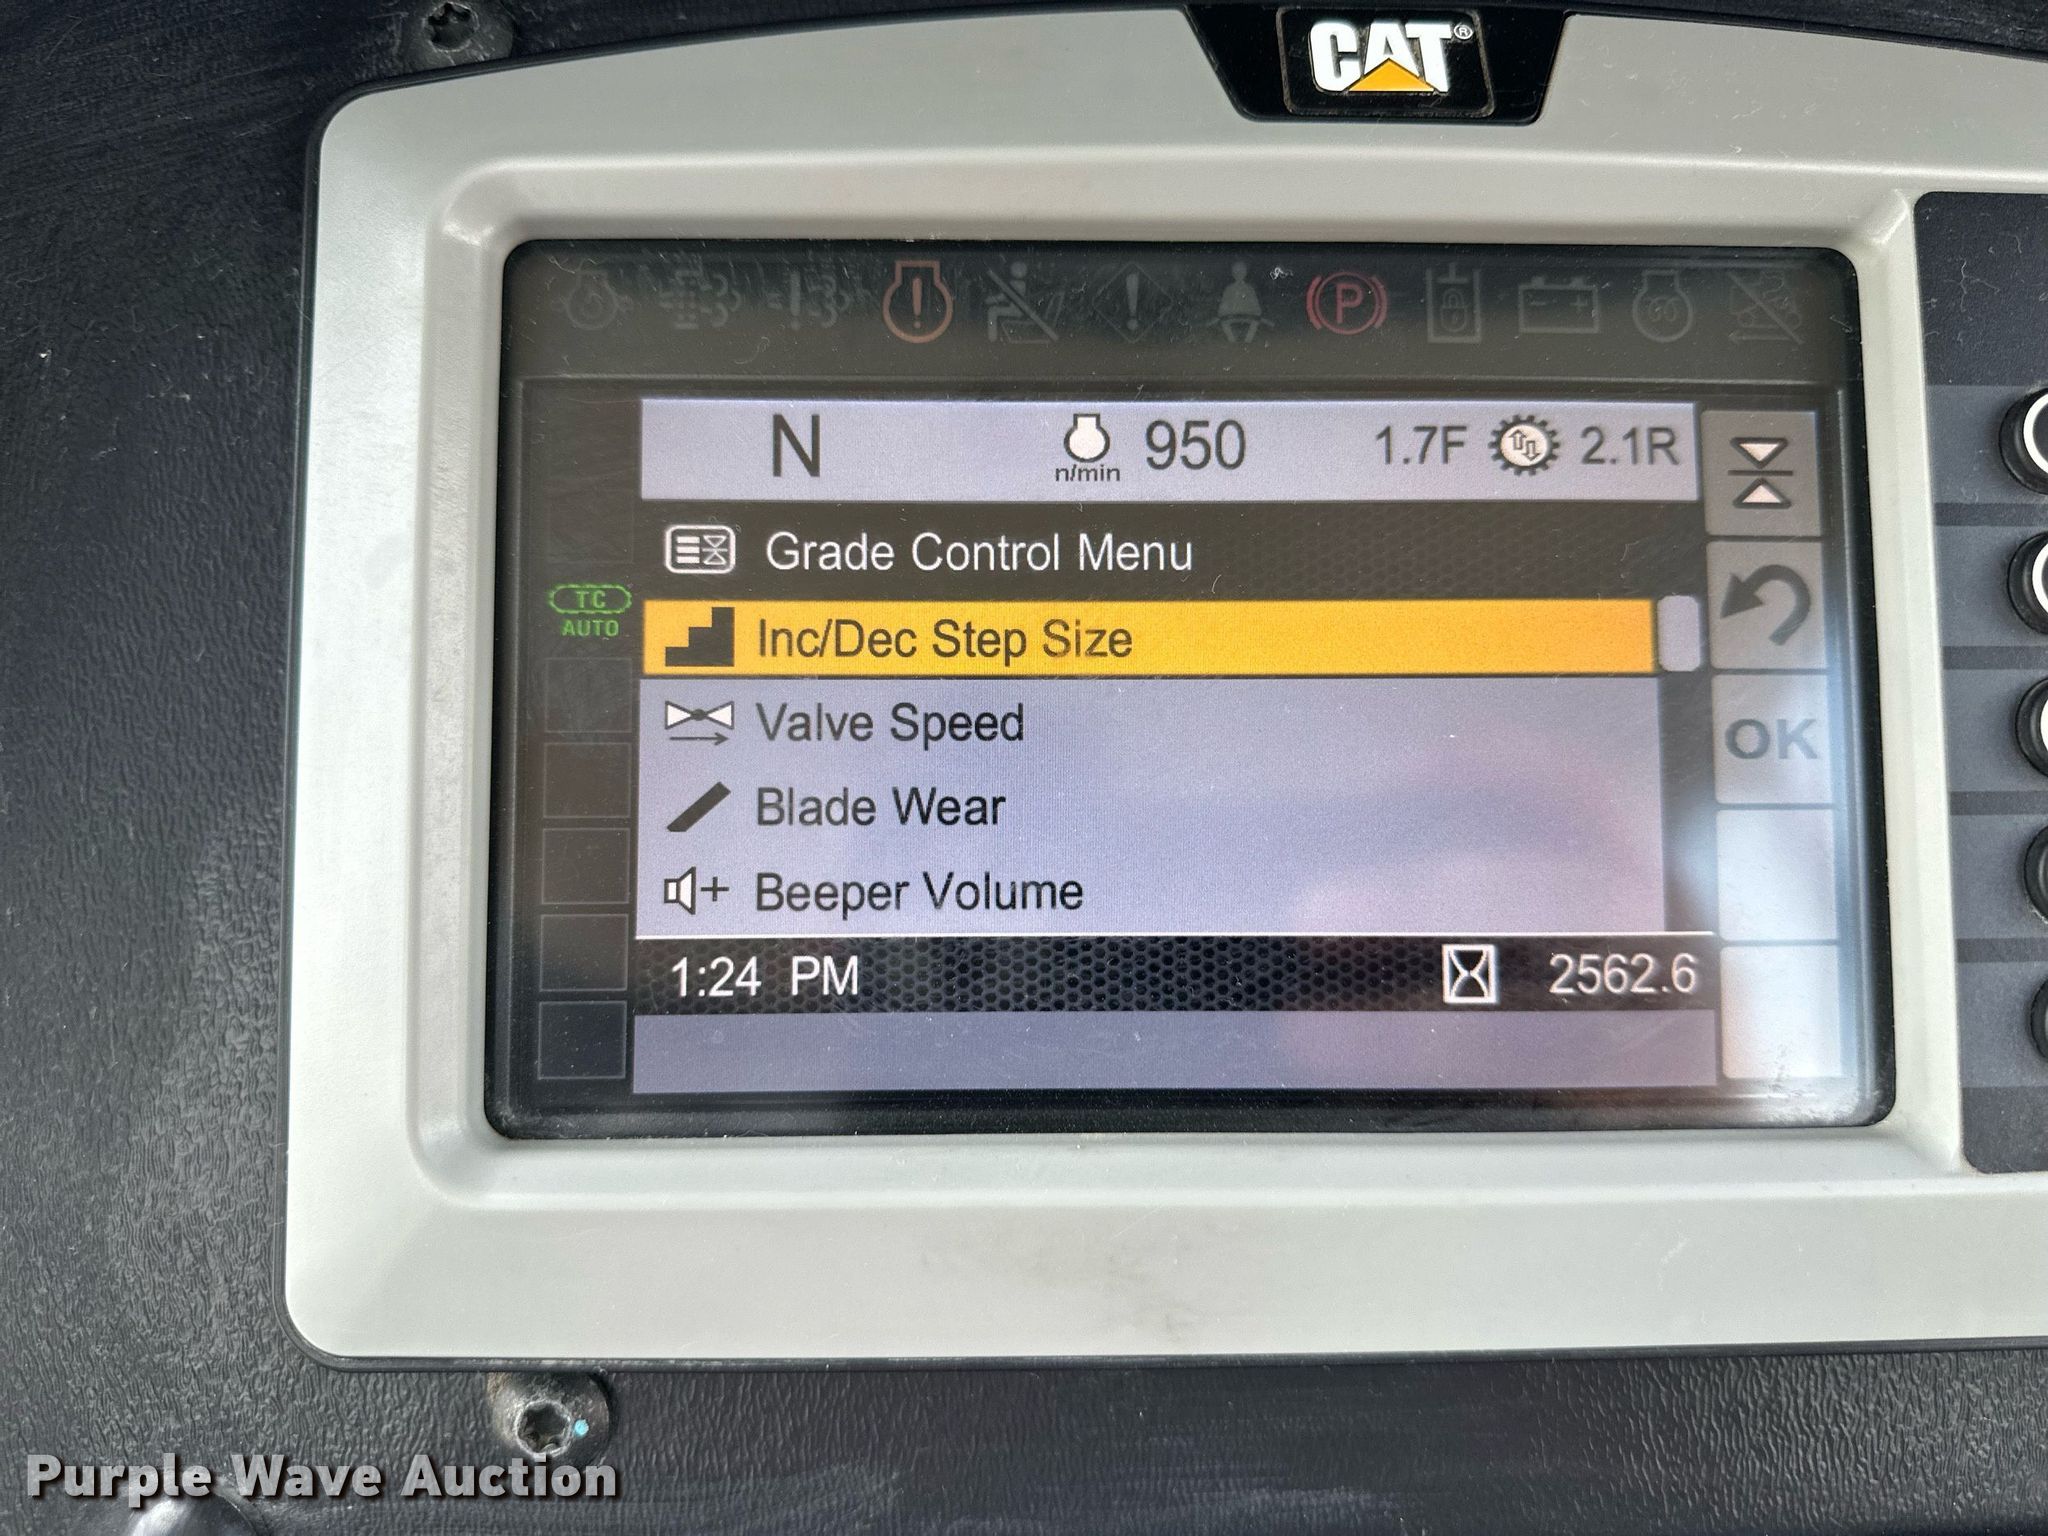 CAT®
P
N
n/min
950
1.7F
2.1R
Grade Control Menu
TC
AUTO
Inc/Dec Step Size
Valve Speed
OK
Blade Wear
Beeper Volume
1:24 PM
2562.6
Purple Wave Auction